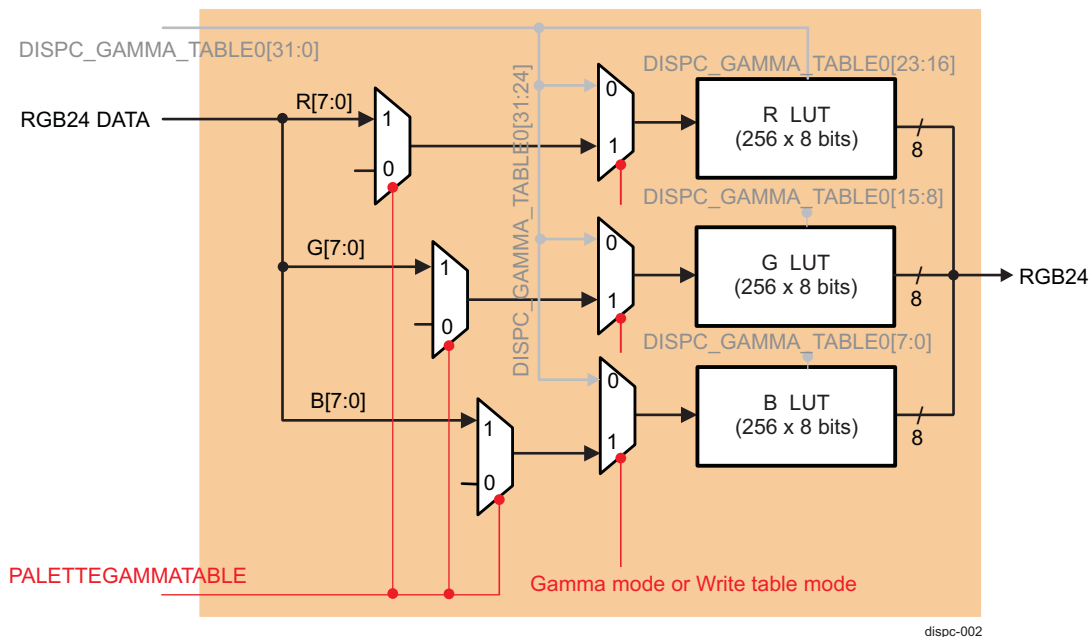 DISPC_GAMMA_TABLE0[31:0]
DISPC_GAMMA_TABLE0[31:24]
DISPC_GAMMA_TABLE0[23:16]
RGB24 DATA
R[7:0]
1
0
0
1
R LUT
(256 x 8 bits)
8
DISPC_GAMMA_TABLE0[15:8]
G[7:0]
1
0
0
1
G LUT
(256 x 8 bits)
8
RGB24
DISPC_GAMMA_TABLE0[7:0]
B[7:0]
1
0
0
1
B LUT
(256 x 8 bits)
8
PALETTEGAMMATABLE
Gamma mode or Write table mode
dispc-002